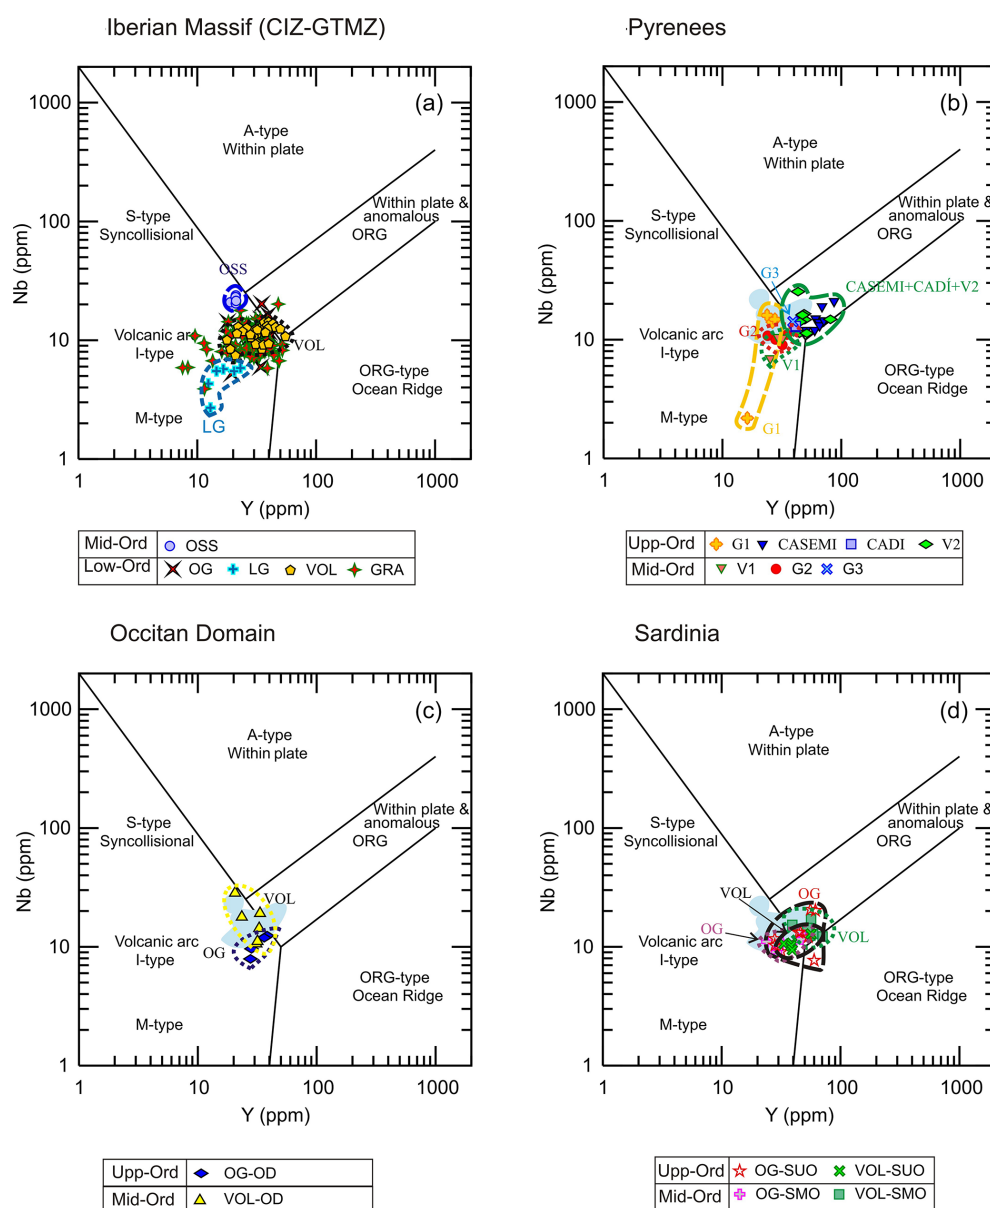 Iberian Massif (CIZ-GTMZ)
(a)
1000
100
10
1
Nb (ppm)
A-type
Within plate
S-type
Syncollisional
Within plate &
anomalous
ORG
OSS
Volcanic arc
I-type
VOL
ORG-type
Ocean Ridge
M-type
LG
1 10 100 1000
Y (ppm)
Mid-Ord OSS
Low-Ord OG LG VOL GRA
Pyrenees
(b)
1000
100
10
1
Nb (ppm)
A-type
Within plate
S-type
Syncollisional
Within plate &
anomalous
ORG
G3
CASEMI+CADÍ+V2
Volcanic arc
I-type
G2
V1
ORG-type
Ocean Ridge
M-type
G1
1 10 100 1000
Y (ppm)
Upp-Ord G1 CASEMI CADI V2
Mid-Ord V1 G2 G3
Occitan Domain
(c)
1000
100
10
1
Nb (ppm)
A-type
Within plate
S-type
Syncollisional
Within plate &
anomalous
ORG
VOL
Volcanic arc
I-type
OG
ORG-type
Ocean Ridge
M-type
1 10 100 1000
Y (ppm)
Upp-Ord OG-OD
Mid-Ord VOL-OD
Sardinia
(d)
1000
100
10
1
Nb (ppm)
A-type
Within plate
S-type
Syncollisional
Within plate &
anomalous
ORG
VOL
OG
OG
VOL
Volcanic arc
I-type
ORG-type
Ocean Ridge
M-type
1 10 100 1000
Y (ppm)
Upp-Ord OG-SUO VOL-SUO
Mid-Ord OG-SMO VOL-SMO